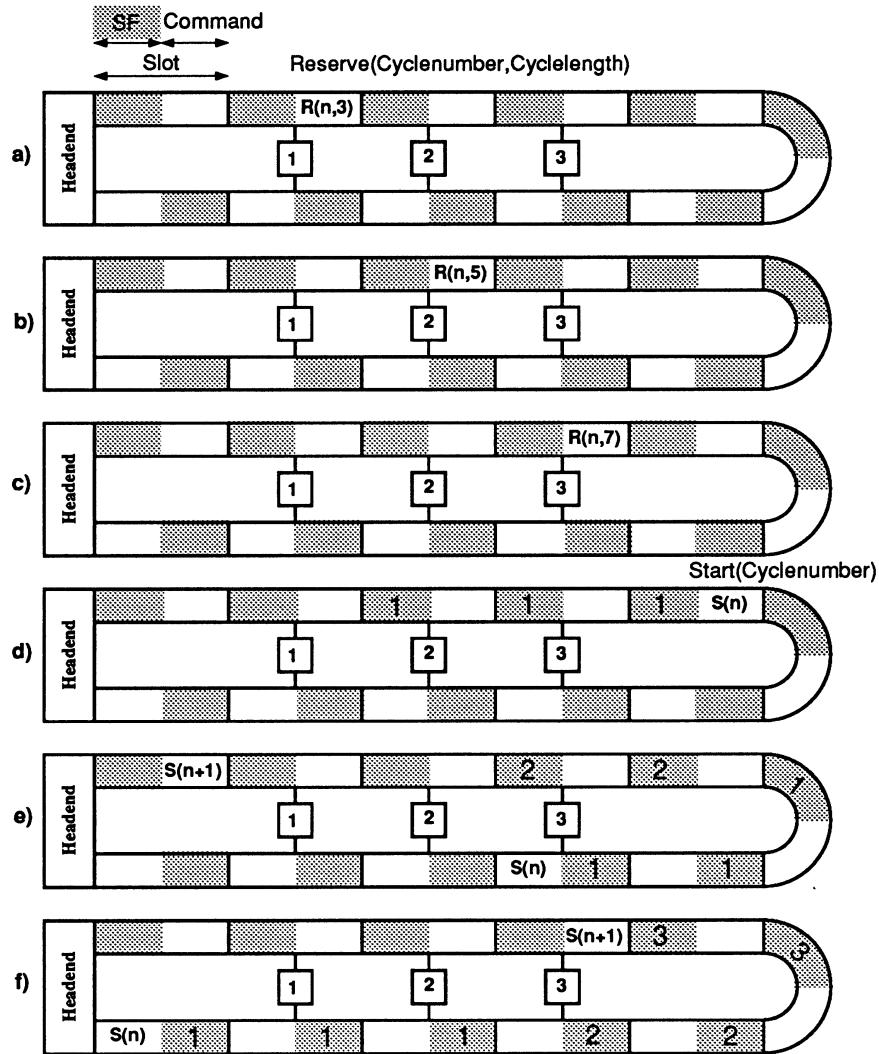 SF Command
Slot
Reserve(Cyclenumber,Cyclelength)
a)
Headend
R(n,3)
1 2 3
b)
Headend
R(n,5)
1 2 3
c)
Headend
R(n,7)
1 2 3
Start(Cyclenumber)
d)
Headend
1 1 1 S(n)
1 2 3
e)
Headend
S(n+1) 2 2 1
1 2 3
S(n) 1 1
f)
Headend
S(n+1) 3 3
1 2 3
S(n) 1 1 1 2 2